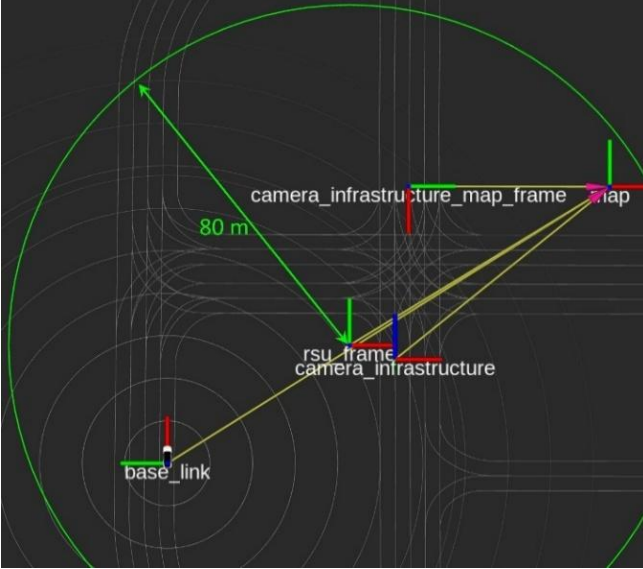 camera_infrastructure_map_frame
map
80 m
rsu_frame
camera_infrastructure
base_link